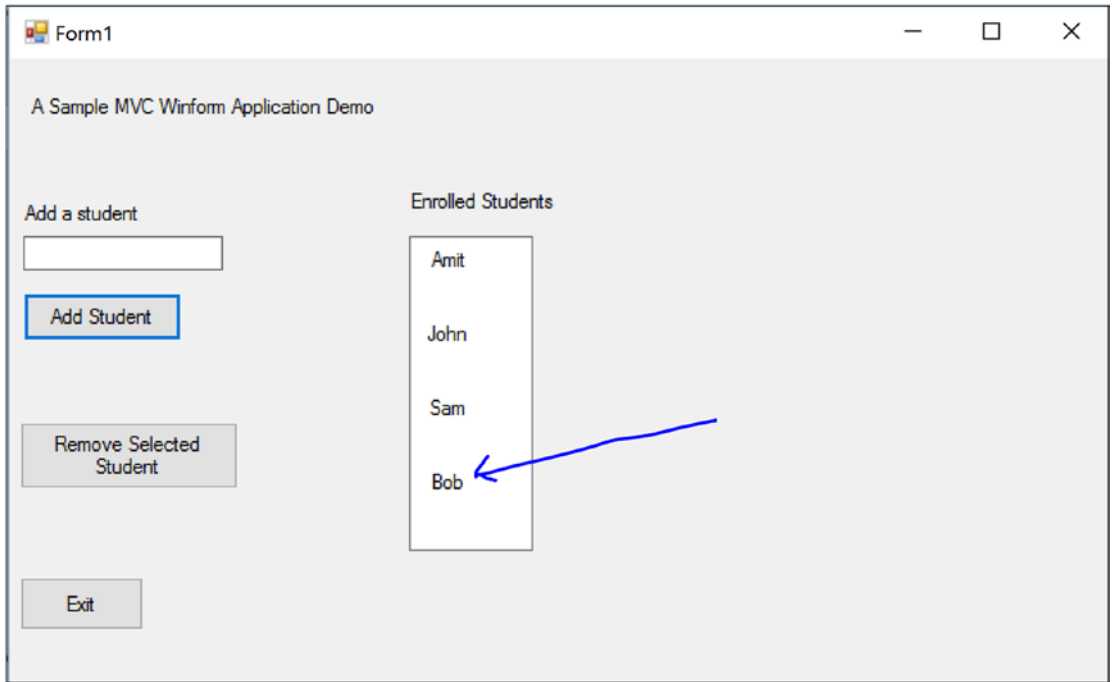 Form1
A Sample MVC Winform Application Demo
Add a student
Add Student
Remove Selected
Student
Exit
Enrolled Students
Amit
John
Sam
Bob